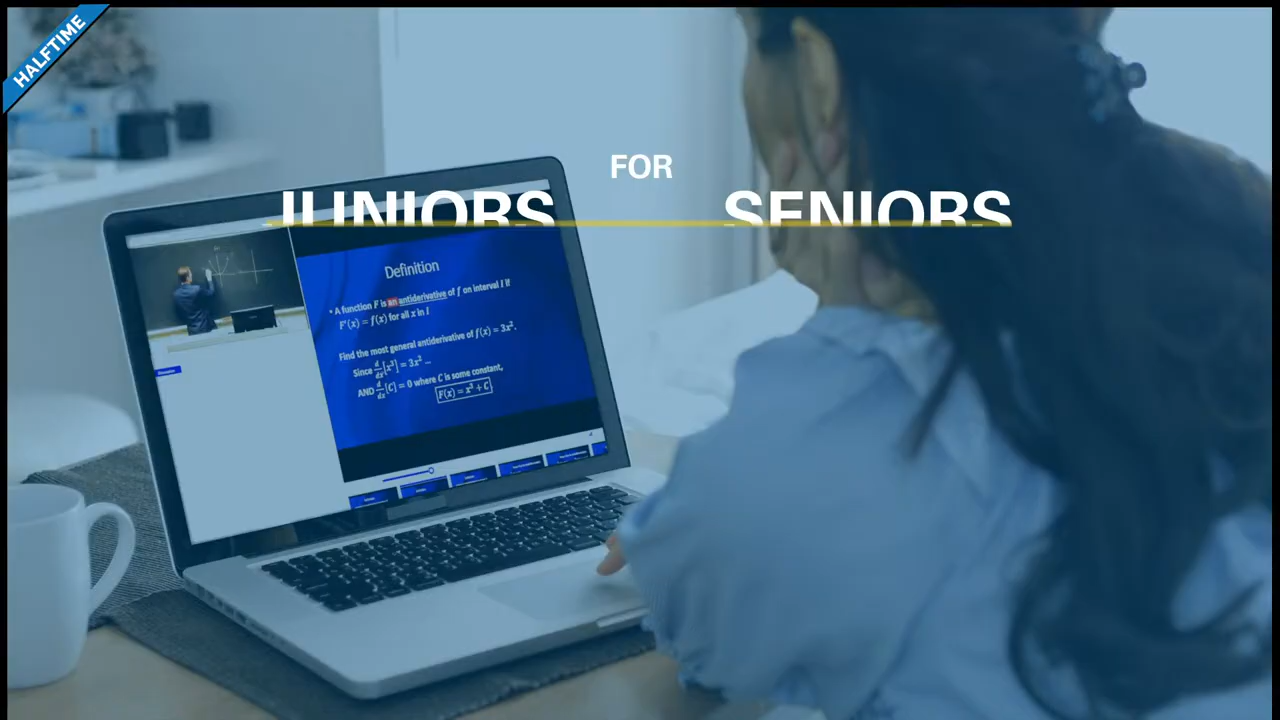 HALFTIME
FOR
JUNIORS SENIORS
Definition
• A function F is an antiderivative of f on interval I if
F'(x) = f(x) for all x in I
Find the most general antiderivative of f(x) = 3x².
Since d/dx[x³] = 3x² –
AND d/dx[C] = 0 where C is some constant,
F(x) = x³ + C